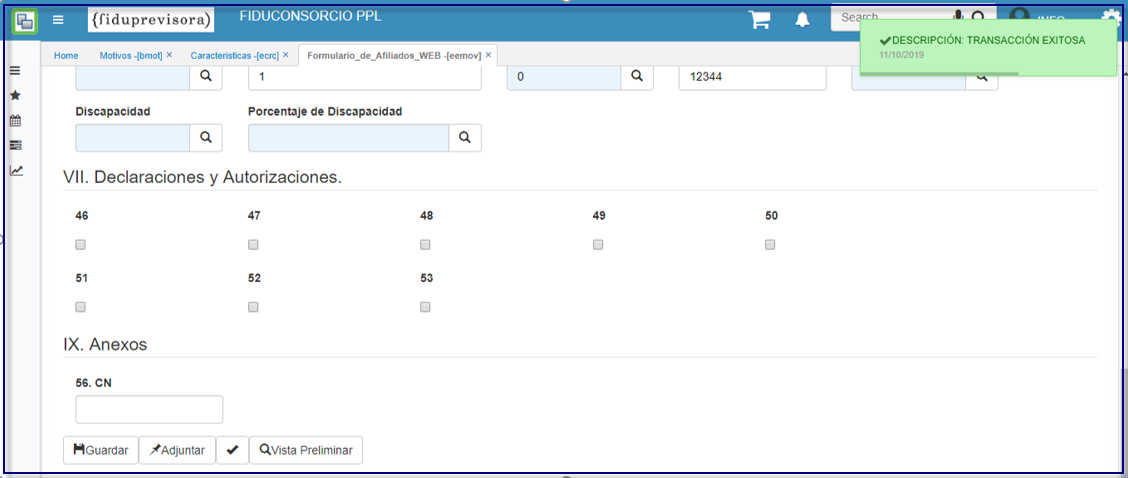 {fiduprevisora)
FIDUCONSORCIO PPL
Search
INFO
DESCRIPCIÓN: TRANSACCIÓN EXITOSA
11/10/2019
Home
Motivos -[bmot] ×
Caracteristicas -[ecrc] ×
Formulario_de_Afiliados_WEB -[eemov] ×
1
0
12344
Discapacidad
Porcentaje de Discapacidad
VII. Declaraciones y Autorizaciones.
46
47
48
49
50
51
52
53
IX. Anexos
56. CN
Guardar
Adjuntar
Vista Preliminar